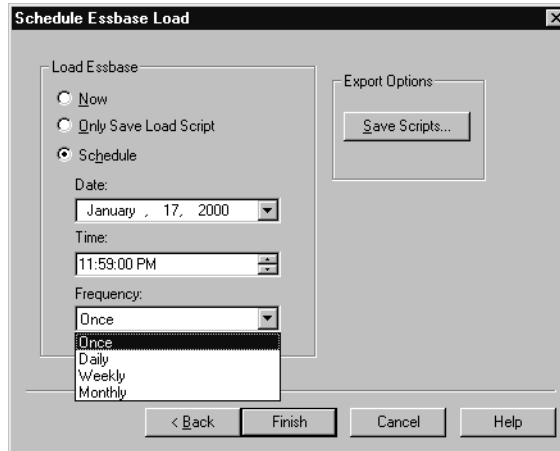 Schedule Essbase Load
Load Essbase
Now
Only Save Load Script
Schedule
Date:
January , 17, 2000
Time:
11:59:00 PM
Frequency:
Once
Once
Daily
Weekly
Monthly
Export Options
Save Scripts...
< Back
Finish
Cancel
Help